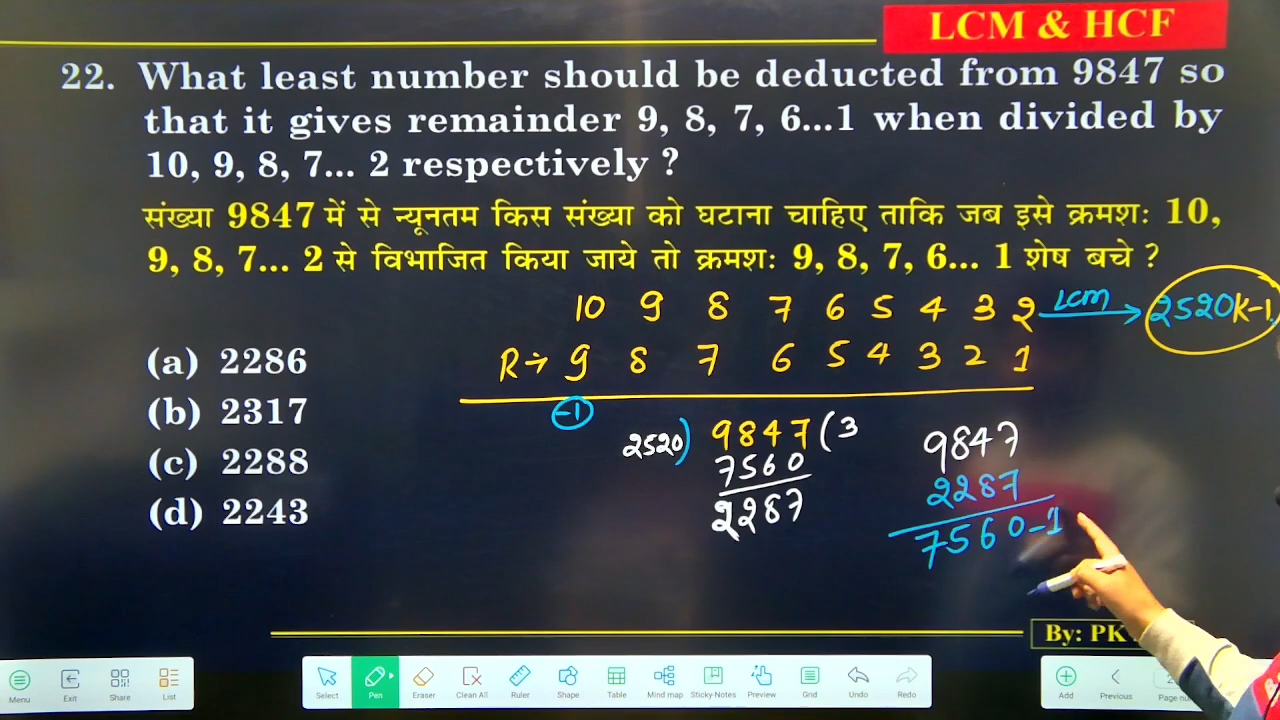 LCM & HCF
22. What least number should be deducted from 9847 so
that it gives remainder 9, 8, 7, 6...1 when divided by
10, 9, 8, 7... 2 respectively ?
संख्या 9847 में से न्यूनतम किस संख्या को घटाना चाहिए ताकि जब इसे क्रमशः 10,
9, 8, 7... 2 से विभाजित किया जाये तो क्रमशः 9, 8, 7, 6... 1 शेष बचे ?
10 9 8 7 6 5 4 3 2 LCM → 2520K-1
(a) 2286
R→ 9 8 7 6 5 4 3 2 1
(b) 2317
-1
2520) 9847 (3
7560
2287
9847
2287
7560-1
(c) 2288
(d) 2243
By: PK
Menu Exit Share List Select Pen Eraser Clean All Ruler Shape Table Mind map Sticky-Notes Preview Grid Undo Redo Add Previous Page